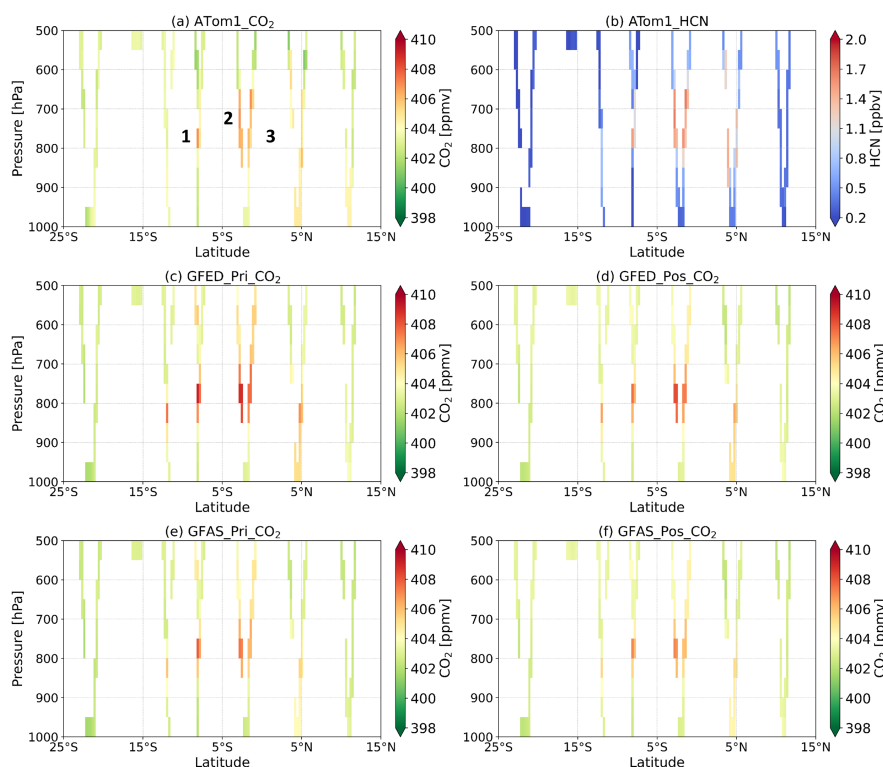 (a) ATom1_CO₂
500
600
700
800
900
1000
Pressure [hPa]
1
2
3
25°S
15°S
5°S
5°N
15°N
Latitude
410
408
406
404
402
400
398
CO₂ [ppmv]
(b) ATom1_HCN
500
600
700
800
900
1000
25°S
15°S
5°S
5°N
15°N
Latitude
2.0
1.7
1.4
1.1
0.8
0.5
0.2
HCN [ppbv]
(c) GFED_Pri_CO₂
500
600
700
800
900
1000
Pressure [hPa]
25°S
15°S
5°S
5°N
15°N
Latitude
410
408
406
404
402
400
398
CO₂ [ppmv]
(d) GFED_Pos_CO₂
500
600
700
800
900
1000
25°S
15°S
5°S
5°N
15°N
Latitude
410
408
406
404
402
400
398
CO₂ [ppmv]
(e) GFAS_Pri_CO₂
500
600
700
800
900
1000
Pressure [hPa]
25°S
15°S
5°S
5°N
15°N
Latitude
410
408
406
404
402
400
398
CO₂ [ppmv]
(f) GFAS_Pos_CO₂
500
600
700
800
900
1000
25°S
15°S
5°S
5°N
15°N
Latitude
410
408
406
404
402
400
398
CO₂ [ppmv]